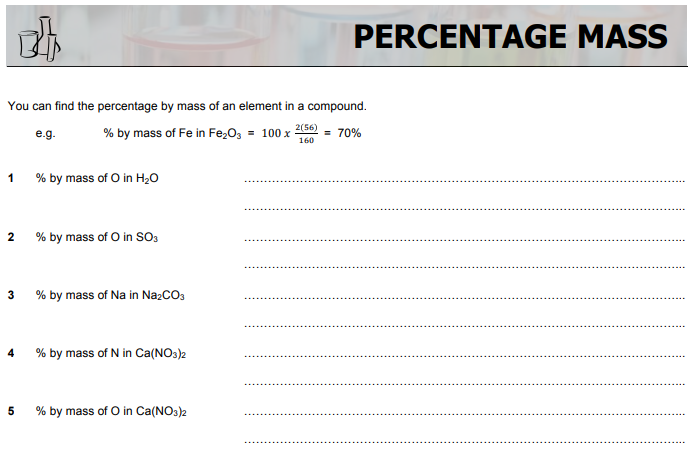 PERCENTAGE MASS
You can find the percentage by mass of an element in a compound.
e.g. % by mass of Fe in Fe₂O₃ = 100 x 2(56)/160 = 70%
1 % by mass of O in H₂O ................................................
................................................
2 % by mass of O in SO₃ ................................................
................................................
3 % by mass of Na in Na₂CO₃ ................................................
................................................
4 % by mass of N in Ca(NO₃)₂ ................................................
................................................
5 % by mass of O in Ca(NO₃)₂ ................................................
................................................